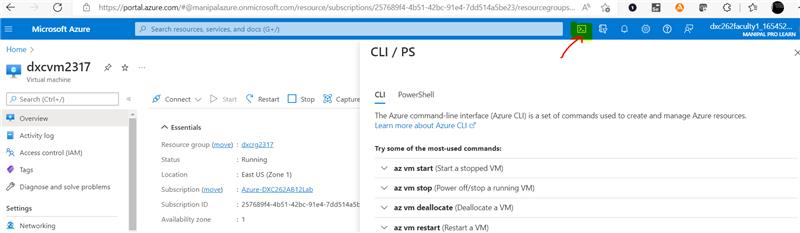 https://portal.azure.com/#@manipalazure.onmicrosoft.com/resource/subscriptions/257689f4-4b51-42bc-91e4-7dd514a5be23/resourcegroups...
Microsoft Azure
Search resources, services, and docs (G+/)
dxc262faculty1_165452...
MANIPAL PRO LEARN
Home >
dxcvm2317
Virtual machine
Search (Ctrl+/)
Overview
Activity log
Access control (IAM)
Tags
Diagnose and solve problems
Settings
Networking
Connect
Start
Restart
Stop
Capture
Essentials
Resource group (move) : dxcrg2317
Status : Running
Location : East US (Zone 1)
Subscription (move) : Azure-DXC262AB12Lab
Subscription ID : 257689f4-4b51-42bc-91e4-7dd514a5b
Availability zone : 1
CLI / PS
CLI PowerShell
The Azure command-line interface (Azure CLI) is a set of commands used to create and manage Azure resources.
Learn more about Azure CLI
Try some of the most-used commands:
az vm start (Start a stopped VM)
az vm stop (Power off/stop a running VM)
az vm deallocate (Deallocate a VM)
az vm restart (Restart a VM)